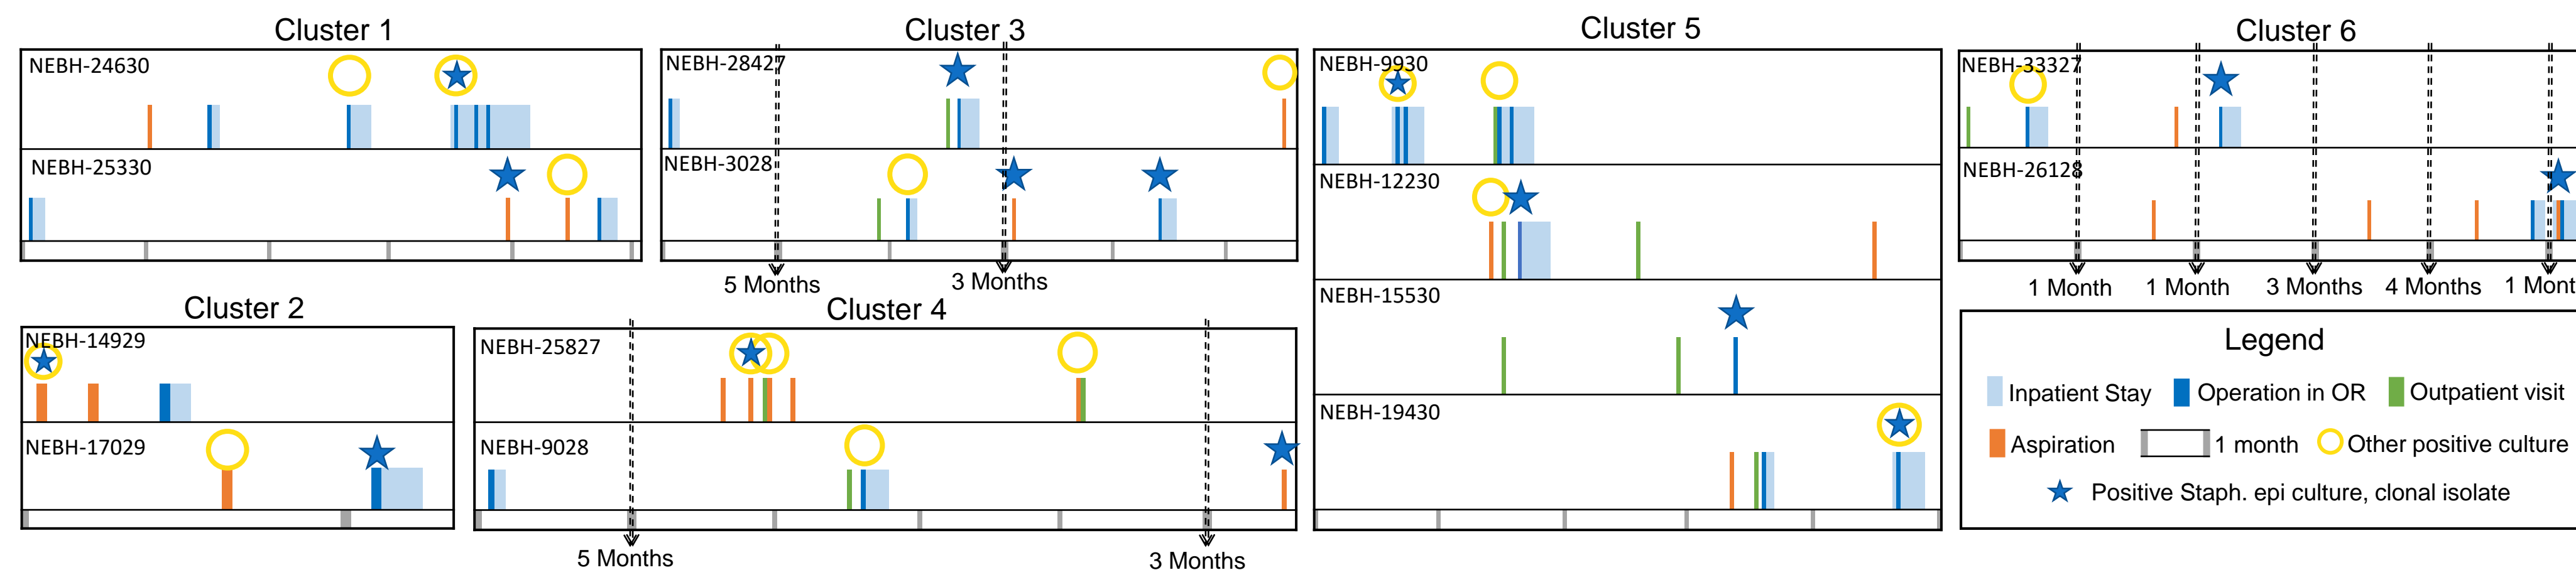 Cluster 1
NEBH-24630
NEBH-25330
Cluster 3
NEBH-28427
NEBH-3028
5 Months
3 Months
Cluster 5
NEBH-9930
NEBH-12230
NEBH-15530
NEBH-19430
Cluster 6
NEBH-33327
NEBH-26128
1 Month
1 Month
3 Months
4 Months
1 Mont
Cluster 2
NEBH-14929
NEBH-17029
Cluster 4
NEBH-25827
NEBH-9028
5 Months
3 Months
Legend
Inpatient Stay
Operation in OR
Outpatient visit
Aspiration
1 month
Other positive culture
Positive Staph. epi culture, clonal isolate